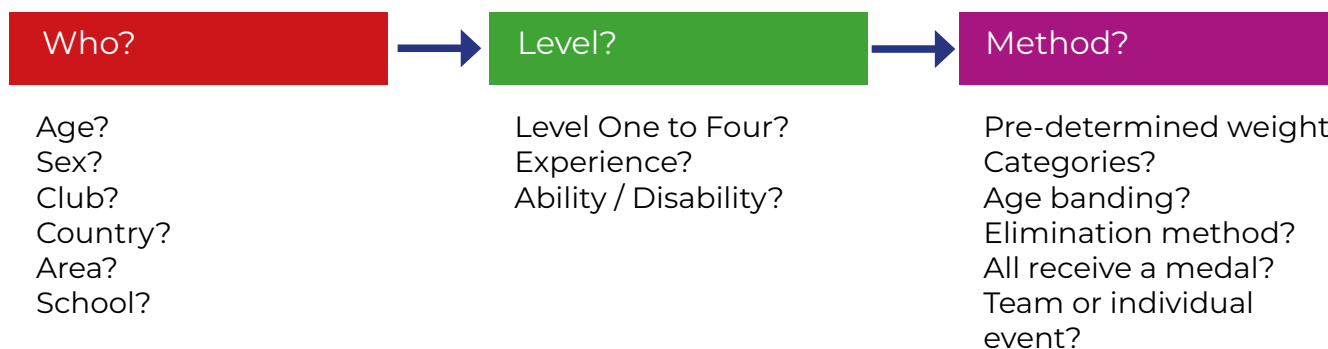 Who?
Age?
Sex?
Club?
Country?
Area?
School?
Level?
Level One to Four?
Experience?
Ability / Disability?
Method?
Pre-determined weight
Categories?
Age banding?
Elimination method?
All receive a medal?
Team or individual
event?